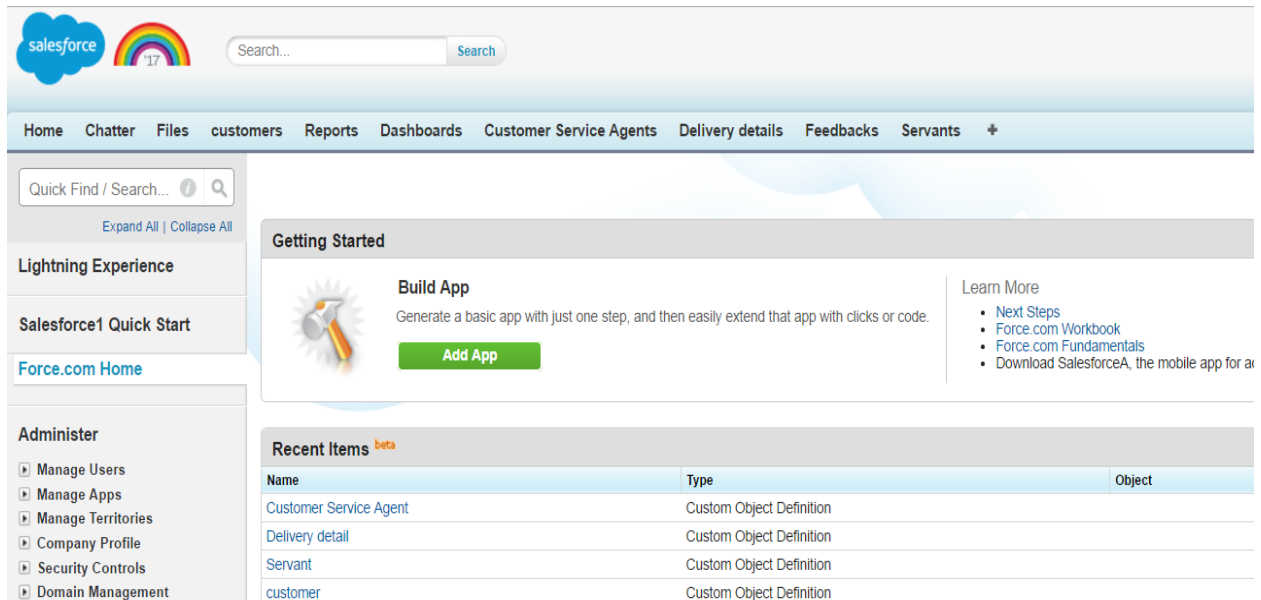 salesforce
'17
Search...
Search
Home Chatter Files customers Reports Dashboards Customer Service Agents Delivery details Feedbacks Servants +
Quick Find / Search... i
Expand All | Collapse All
Lightning Experience
Salesforce1 Quick Start
Force.com Home
Administer
Manage Users
Manage Apps
Manage Territories
Company Profile
Security Controls
Domain Management
Getting Started
Build App
Generate a basic app with just one step, and then easily extend that app with clicks or code.
Add App
Learn More
• Next Steps
• Force.com Workbook
• Force.com Fundamentals
• Download SalesforceA, the mobile app for
Recent Items beta
Name Type Object
Customer Service Agent Custom Object Definition
Delivery detail Custom Object Definition
Servant Custom Object Definition
customer Custom Object Definition